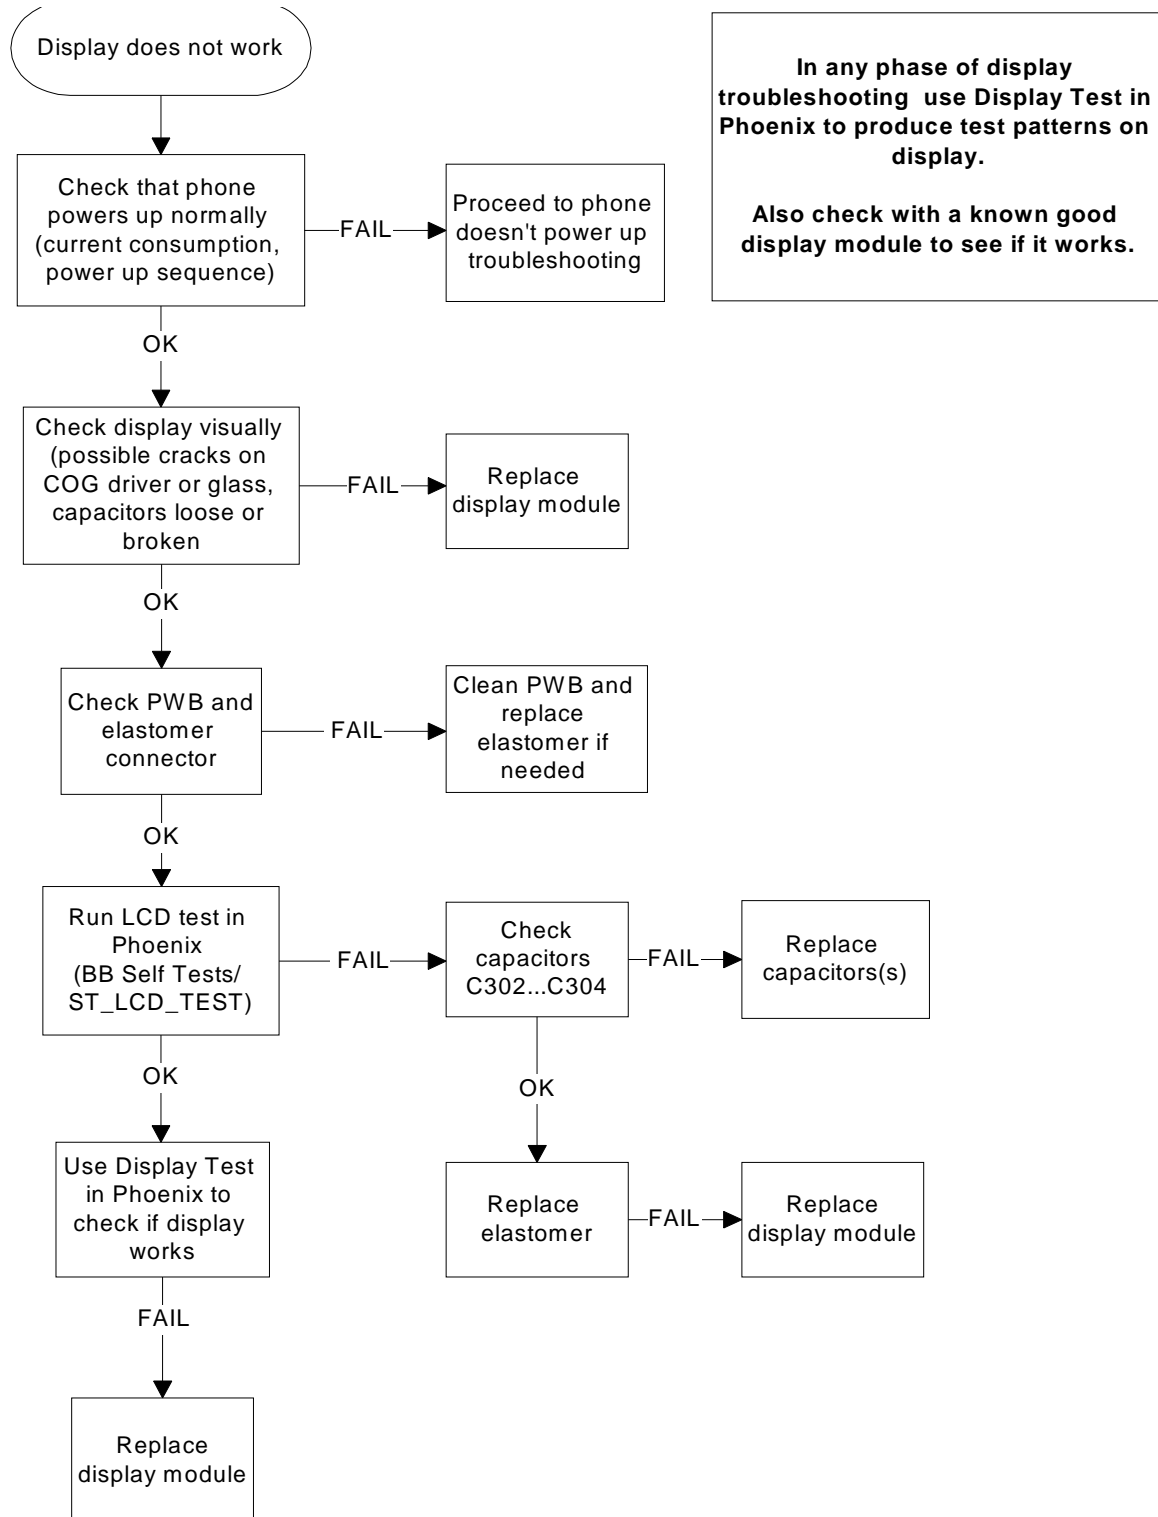 Display does not work
In any phase of display
troubleshooting use Display Test in
Phoenix to produce test patterns on
display.
Also check with a known good
display module to see if it works.
Check that phone
powers up normally
(current consumption,
power up sequence)
FAIL
Proceed to phone
doesn't power up
troubleshooting
OK
Check display visually
(possible cracks on
COG driver or glass,
capacitors loose or
broken
FAIL
Replace
display module
OK
Check PWB and
elastomer
connector
FAIL
Clean PWB and
replace
elastomer if
needed
OK
Run LCD test in
Phoenix
(BB Self Tests/
ST_LCD_TEST)
FAIL
Check
capacitors
C302...C304
FAIL
Replace
capacitors(s)
OK
OK
Use Display Test
in Phoenix to
check if display
works
Replace
elastomer
FAIL
Replace
display module
FAIL
Replace
display module